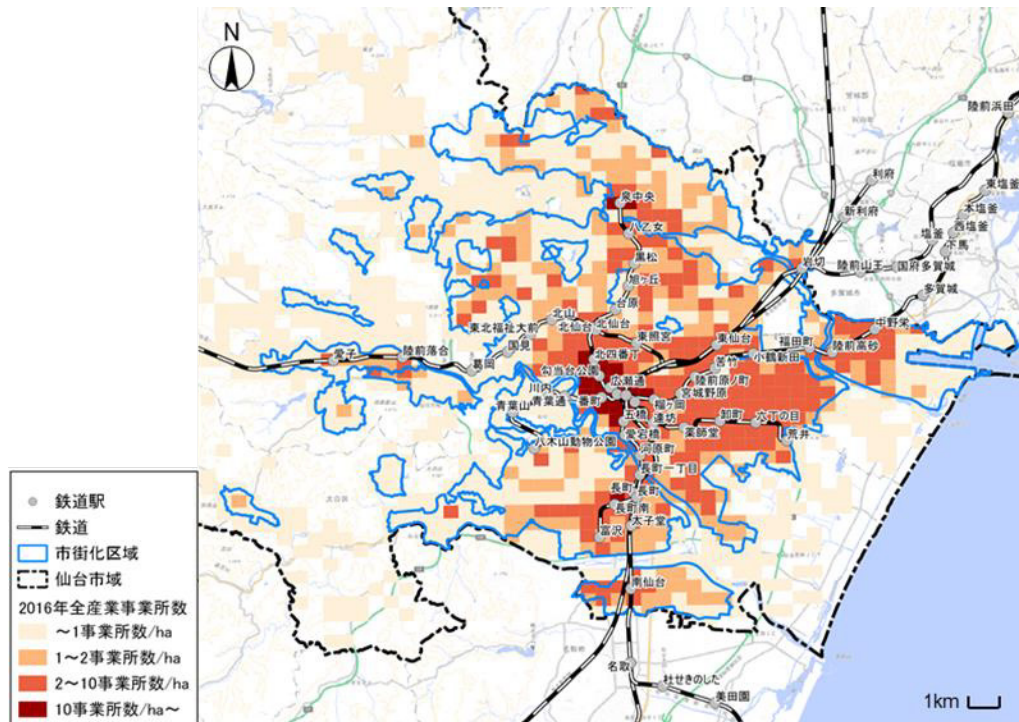 N
陸前浜田
利府
東塩釜
新利府
本塩釜
西塩釜
塩釜
下馬
泉中央
八乙女
岩切
陸前山王
国府多賀城
黒松
旭ヶ丘
多賀城
台原
北山
北仙台
北仙台
東照宮
中野栄
東北福祉大前
国見
東仙台
福田町
陸前高砂
小鶴新田
愛子
陸前落合
葛岡
北四番丁
苦竹
勾当台公園
陸前原ノ町
川内
広瀬通
宮城野原
青葉山
青葉通一番町
榴ヶ岡
連坊
五橋
卸町
六丁の目
薬師堂
荒井
愛宕橋
八木山動物公園
河原町
長町一丁目
長町
長町
長町南
太子堂
富沢
南仙台
名取
杜せきのした
美田園
鉄道駅
鉄道
市街化区域
仙台市域
2016年全産業事業所数
～1事業所数/ha
1～2事業所数/ha
2～10事業所数/ha
10事業所数/ha～
1km